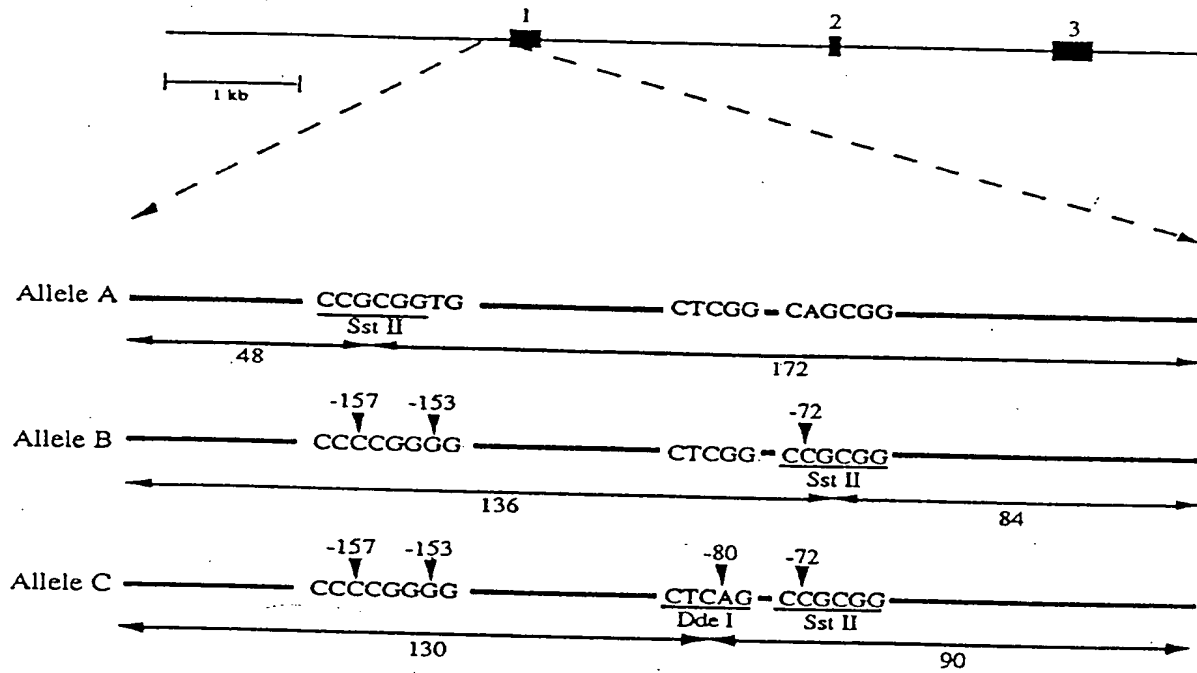 1 2 3
1 kb
Allele A CCGCGGTG CTCGG CAGCGG
Sst II
48 172
-157 -153 -72
Allele B CCCCGGGG CTCGG CCGCGG
Sst II
136 84
-157 -153 -80 -72
Allele C CCCCGGGG CTCAG CCGCGG
Dde I Sst II
130 90